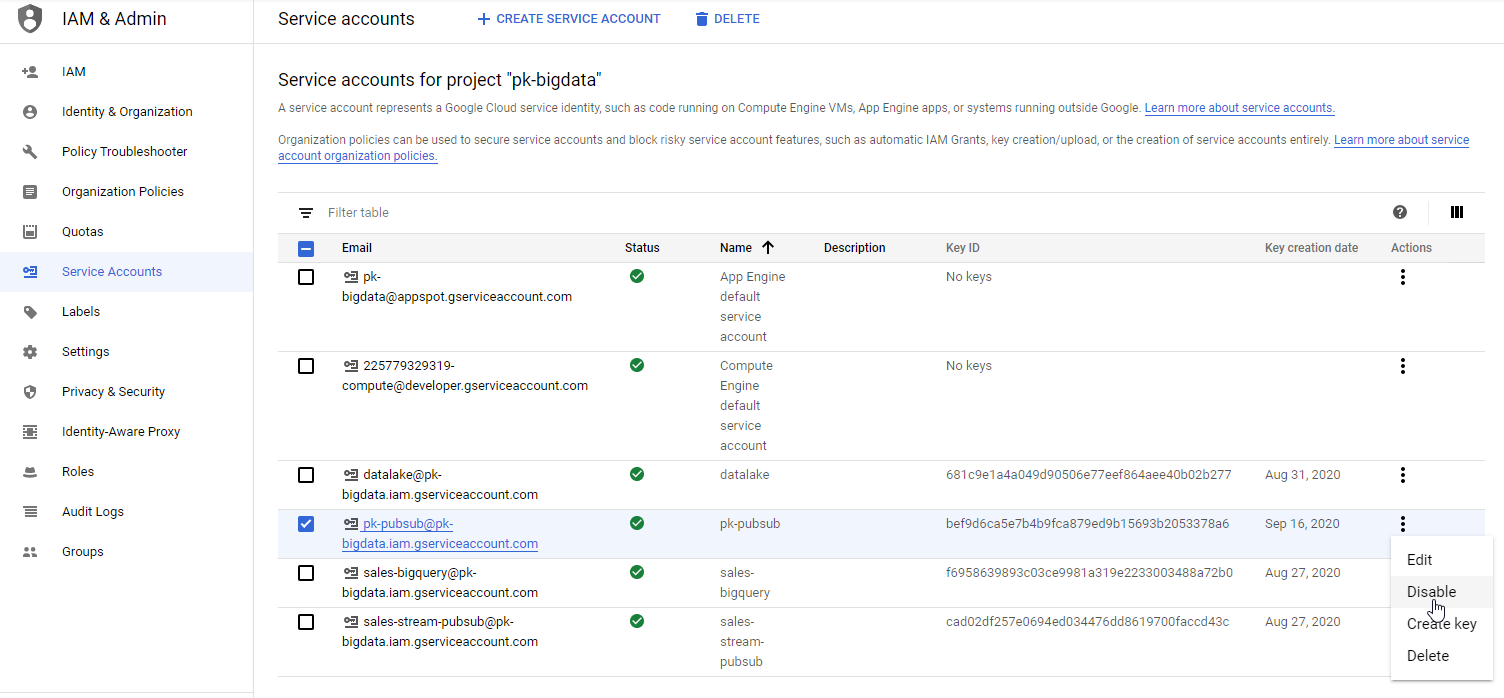 IAM & Admin
Service accounts
CREATE SERVICE ACCOUNT
DELETE
IAM
Identity & Organization
Policy Troubleshooter
Organization Policies
Quotas
Service Accounts
Labels
Settings
Privacy & Security
Identity-Aware Proxy
Roles
Audit Logs
Groups
Service accounts for project "pk-bigdata"
A service account represents a Google Cloud service identity, such as code running on Compute Engine VMs, App Engine apps, or systems running outside Google. Learn more about service accounts.
Organization policies can be used to secure service accounts and block risky service account features, such as automatic IAM Grants, key creation/upload, or the creation of service accounts entirely. Learn more about service
account organization policies.
Filter table
Email Status Name Description Key ID Key creation date Actions
pk-
bigdata@appspot.gserviceaccount.com
App Engine
default
service
account
No keys
225779329319-
compute@developer.gserviceaccount.com
Compute
Engine
default
service
account
No keys
datalake@pk-
bigdata.iam.gserviceaccount.com
datalake
681c9e1a4a049d90506e77eef864aee40b02b277
Aug 31, 2020
pk-pubsub@pk-
bigdata.iam.gserviceaccount.com
pk-pubsub
bef9d6ca5e7b4b9fca879ed9b15693b2053378a6
Sep 16, 2020
sales-bigquery@pk-
bigdata.iam.gserviceaccount.com
sales-
bigquery
f6958639893c03ce9981a319e2233003488a72b0
Aug 27, 2020
sales-stream-pubsub@pk-
bigdata.iam.gserviceaccount.com
sales-
stream-
pubsub
cad02df257e0694ed034476dd8619700faccd43c
Aug 27, 2020
Edit
Disable
Create key
Delete